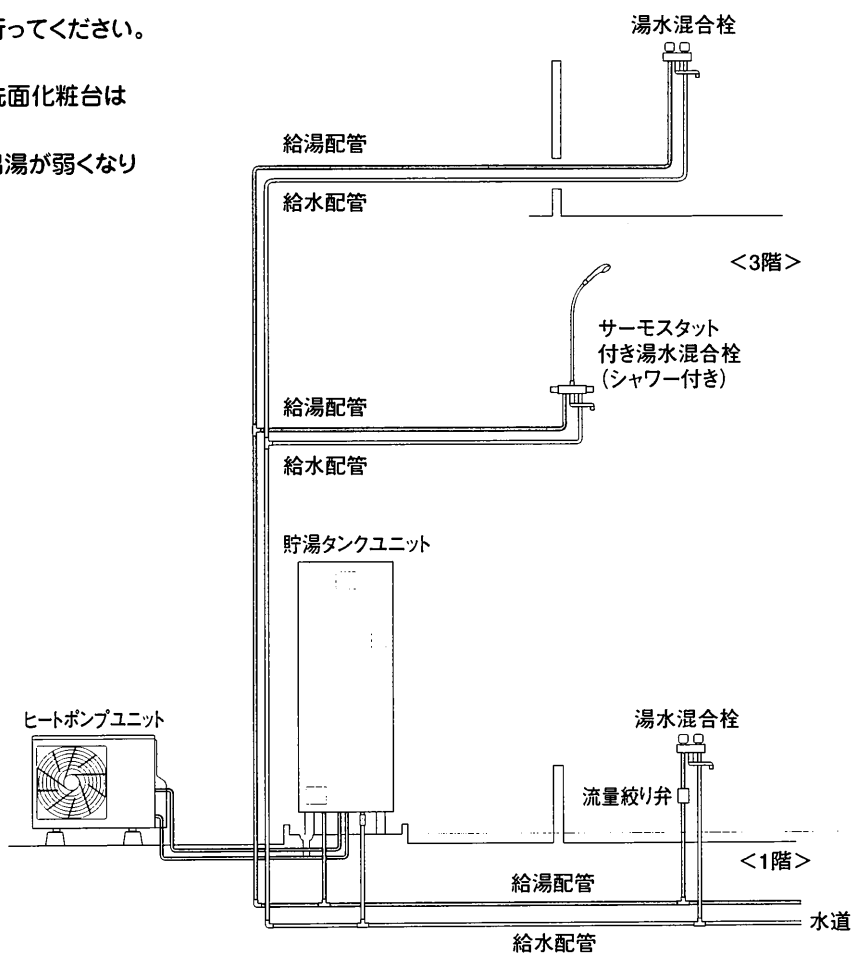 行ってください。
洗面化粧台は
出湯が弱くなり
湯水混合栓
給湯配管
給水配管
<3階>
サーモスタット
付き湯水混合栓
(シャワー付き)
給湯配管
給水配管
貯湯タンクユニット
ヒートポンプユニット
湯水混合栓
流量絞り弁
<1階>
給湯配管
水道
給水配管